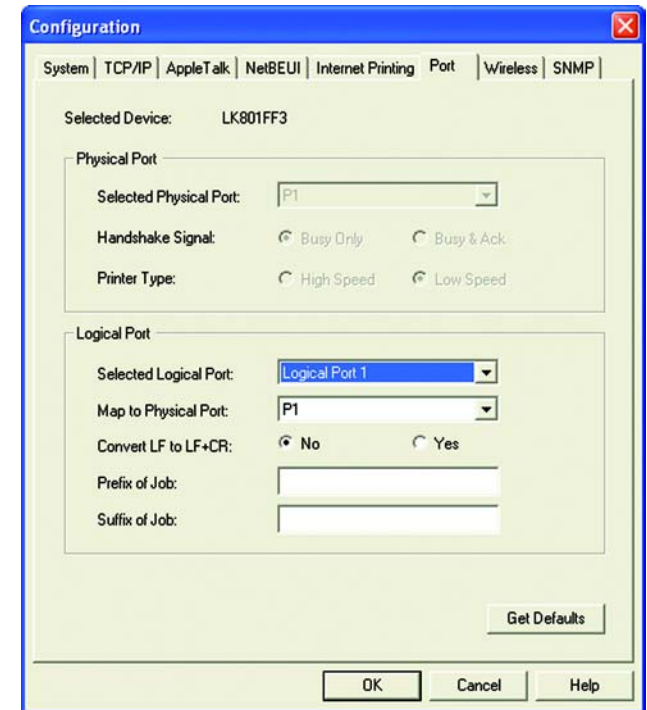 Configuration
System TCP/IP AppleTalk NetBEUI Internet Printing Port Wireless SNMP
Selected Device: LK801FF3
Physical Port
Selected Physical Port: P1
Handshake Signal: Busy Only Busy & Ack
Printer Type: High Speed Low Speed
Logical Port
Selected Logical Port: Logical Port 1
Map to Physical Port: P1
Convert LF to LF+CR: No Yes
Prefix of Job:
Suffix of Job:
Get Defaults
OK Cancel Help